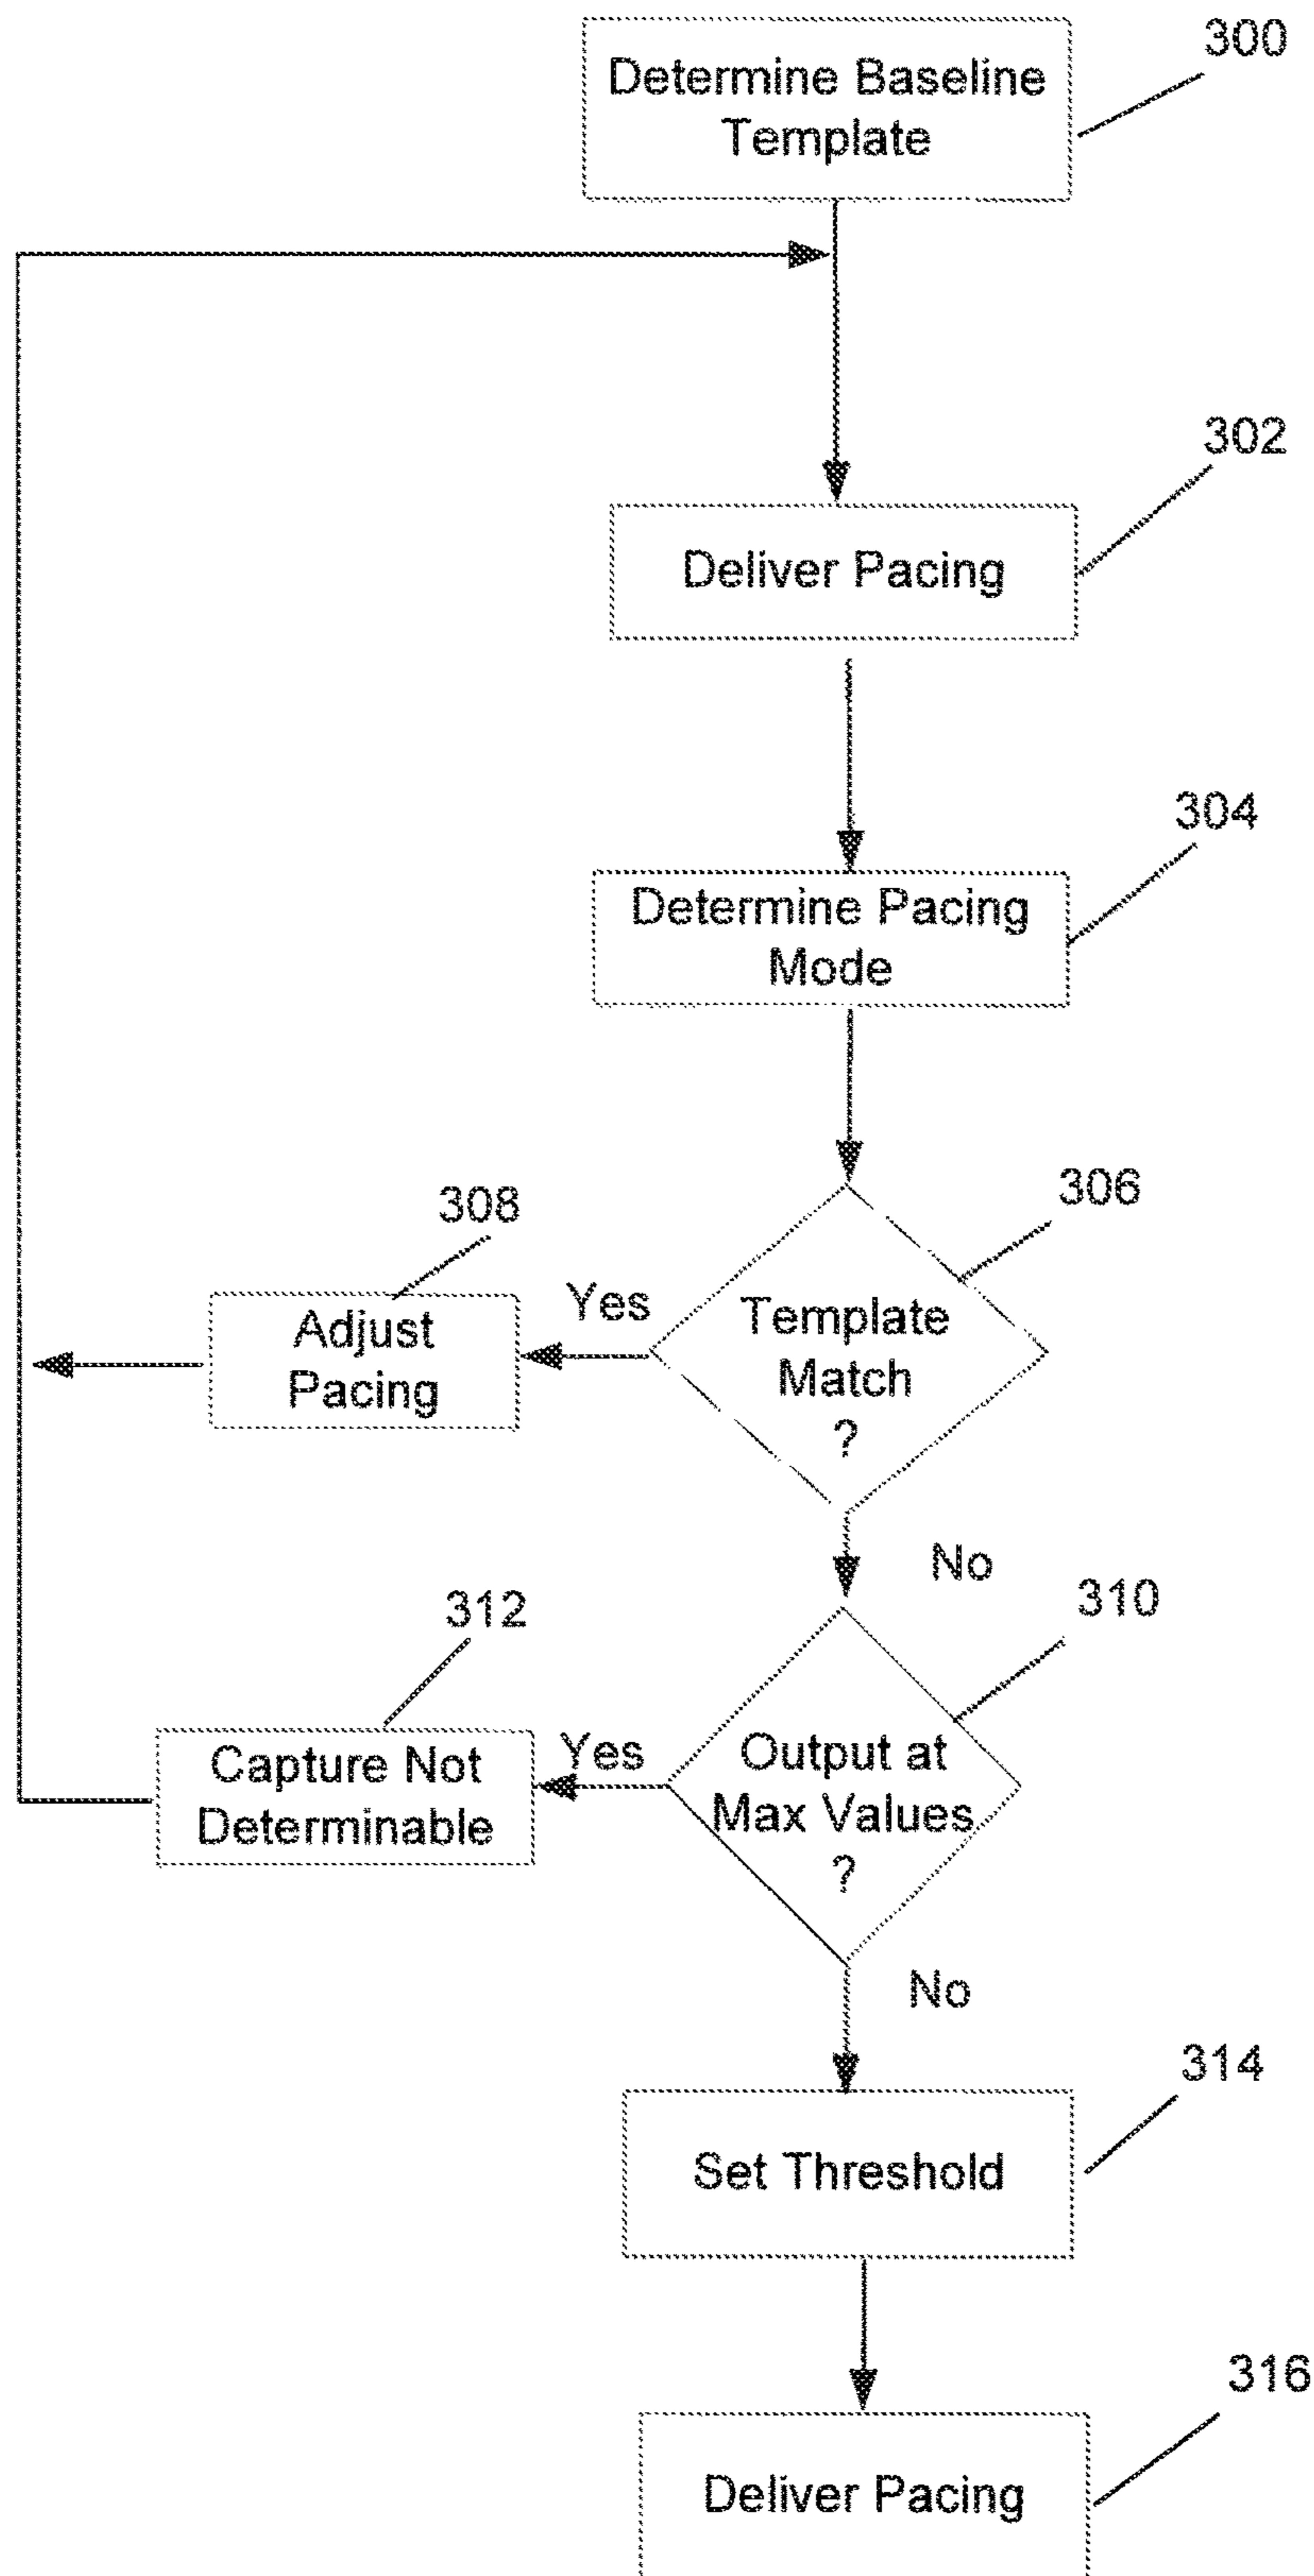 300
Determine Baseline
Template
302
Deliver Pacing
304
Determine Pacing
Mode
306
308
Yes
Template
Match
?
Adjust
Pacing
No
310
312
Yes
Output at
Max Values
?
Capture Not
Determinable
No
314
Set Threshold
316
Deliver Pacing